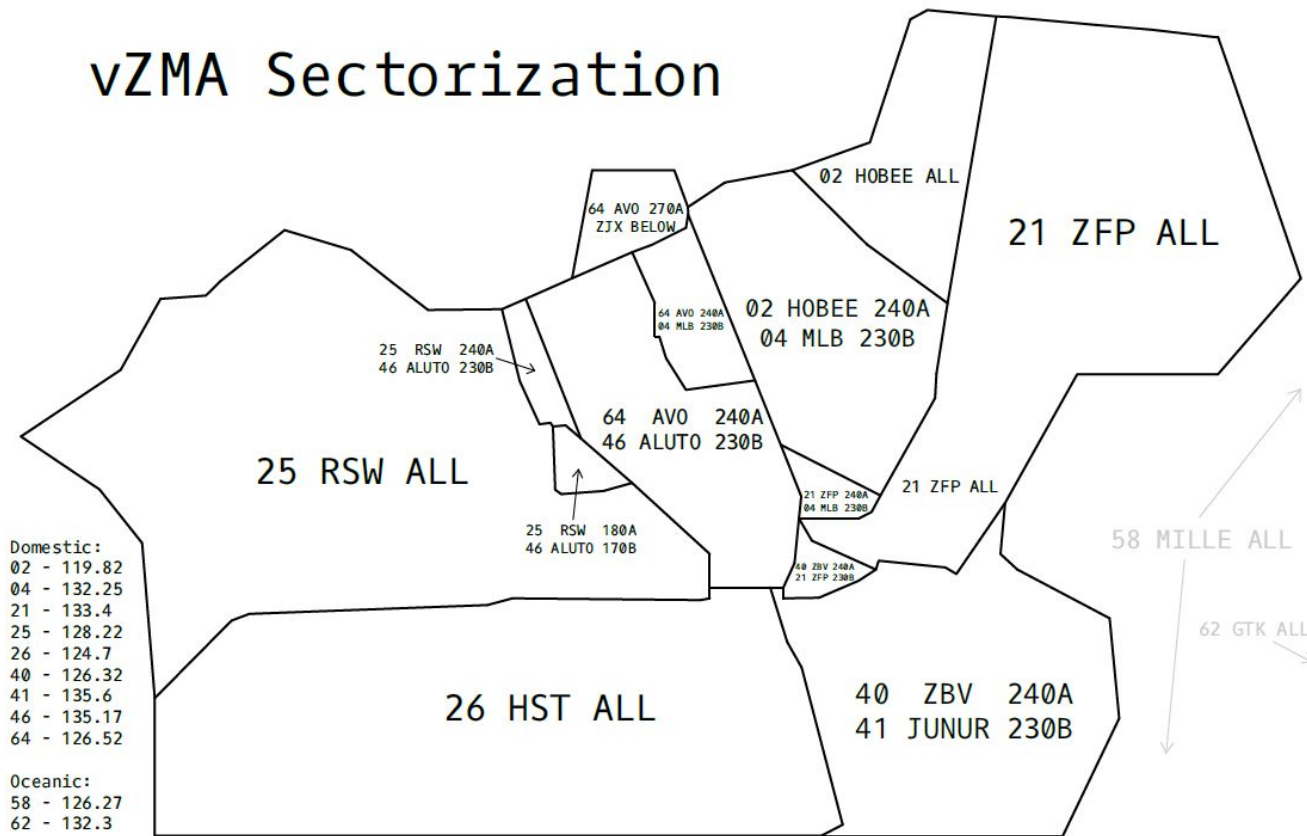 vZMA Sectorization
02 HOBEE ALL
64 AVO 270A
ZJX BELOW
21 ZFP ALL
64 AVO 240A
04 MLB 230B
02 HOBEE 240A
04 MLB 230B
25 RSW 240A
46 ALUTO 230B
64 AVO 240A
46 ALUTO 230B
25 RSW ALL
21 ZFP 240A
04 MLB 230B
21 ZFP ALL
25 RSW 180A
46 ALUTO 170B
58 MILLE ALL
40 ZBV 240A
21 ZFP 230B
62 GTK ALL
26 HST ALL
40 ZBV 240A
41 JUNUR 230B
Domestic:
02 - 119.82
04 - 132.25
21 - 133.4
25 - 128.22
26 - 124.7
40 - 126.32
41 - 135.6
46 - 135.17
64 - 126.52
Oceanic:
58 - 126.27
62 - 132.3